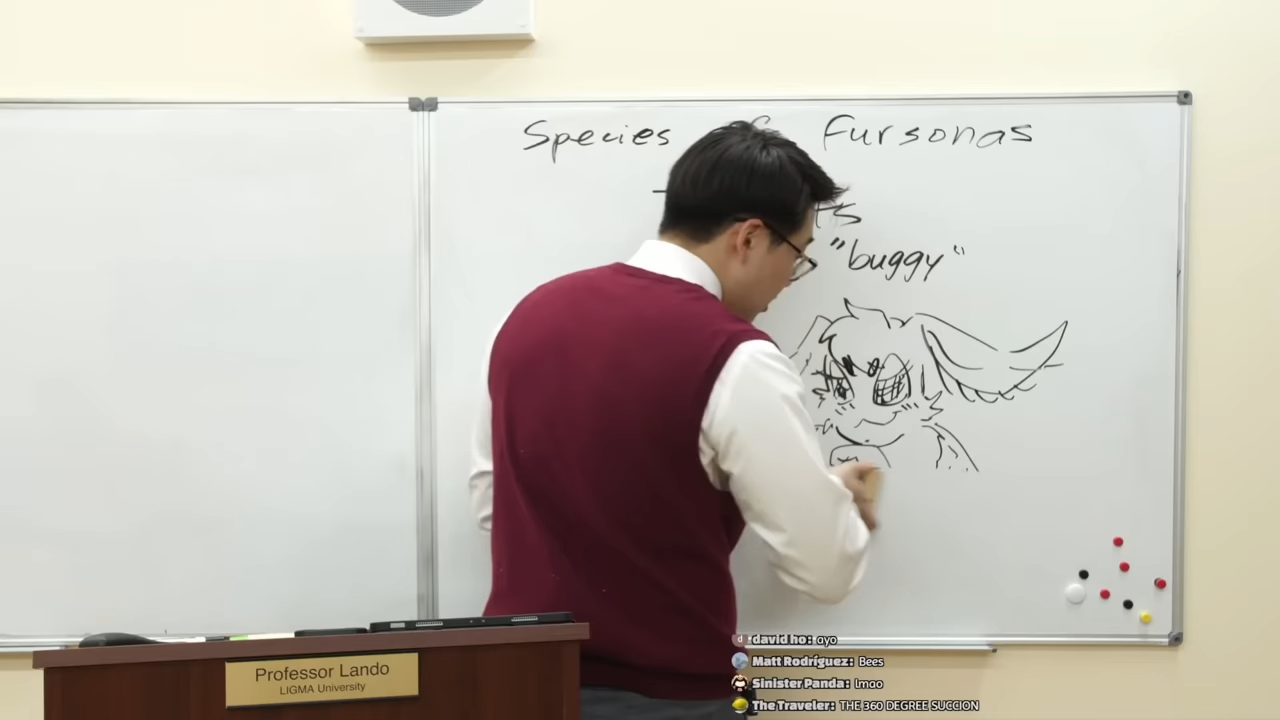 Species Fursonas
"buggy"
Professor Lando
LIGMA University
david ho: ayo
Matt Rodríguez: Bees
Sinister Panda: lmao
The Traveler: THE 360 DEGREE SUCCION